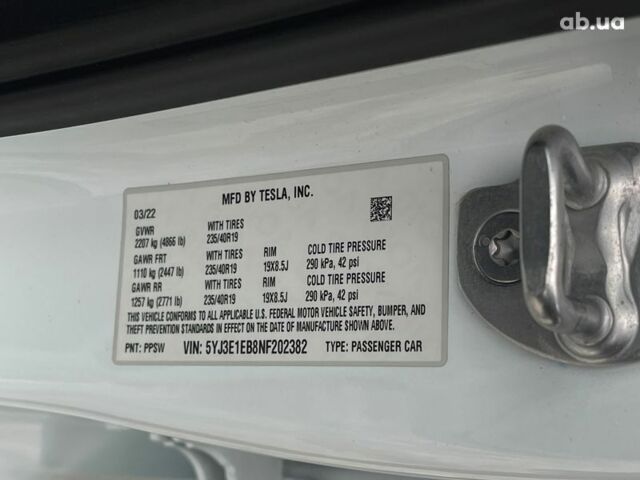 ab.ua
MFD BY TESLA, INC.
03/22
GVWR WITH TIRES
2207 kg (4866 lb) 235/40R19
GAWR FRT WITH TIRES RIM COLD TIRE PRESSURE
1110 kg (2447 lb) 235/40R19 19X8.5J 290 kPa, 42 psi
GAWR RR WITH TIRES RIM COLD TIRE PRESSURE
1257 kg (2771 lb) 235/40R19 19X8.5J 290 kPa, 42 psi
THIS VEHICLE CONFORMS TO ALL APPLICABLE U.S. FEDERAL MOTOR VEHICLE SAFETY, BUMPER, AND
THEFT PREVENTION STANDARDS IN EFFECT ON THE DATE OF MANUFACTURE SHOWN ABOVE.
PNT: PPSW VIN: 5YJ3E1EB8NF202382 TYPE: PASSENGER CAR